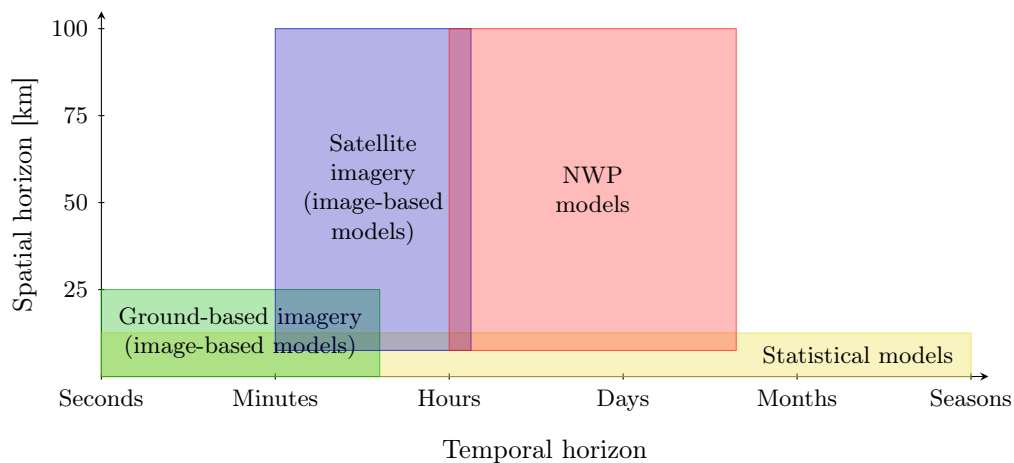 Spatial horizon [km]
100
75
50
25
Satellite
imagery
(image-based
models)
NWP
models
Ground-based imagery
(image-based models)
Statistical models
Seconds
Minutes
Hours
Days
Months
Seasons
Temporal horizon